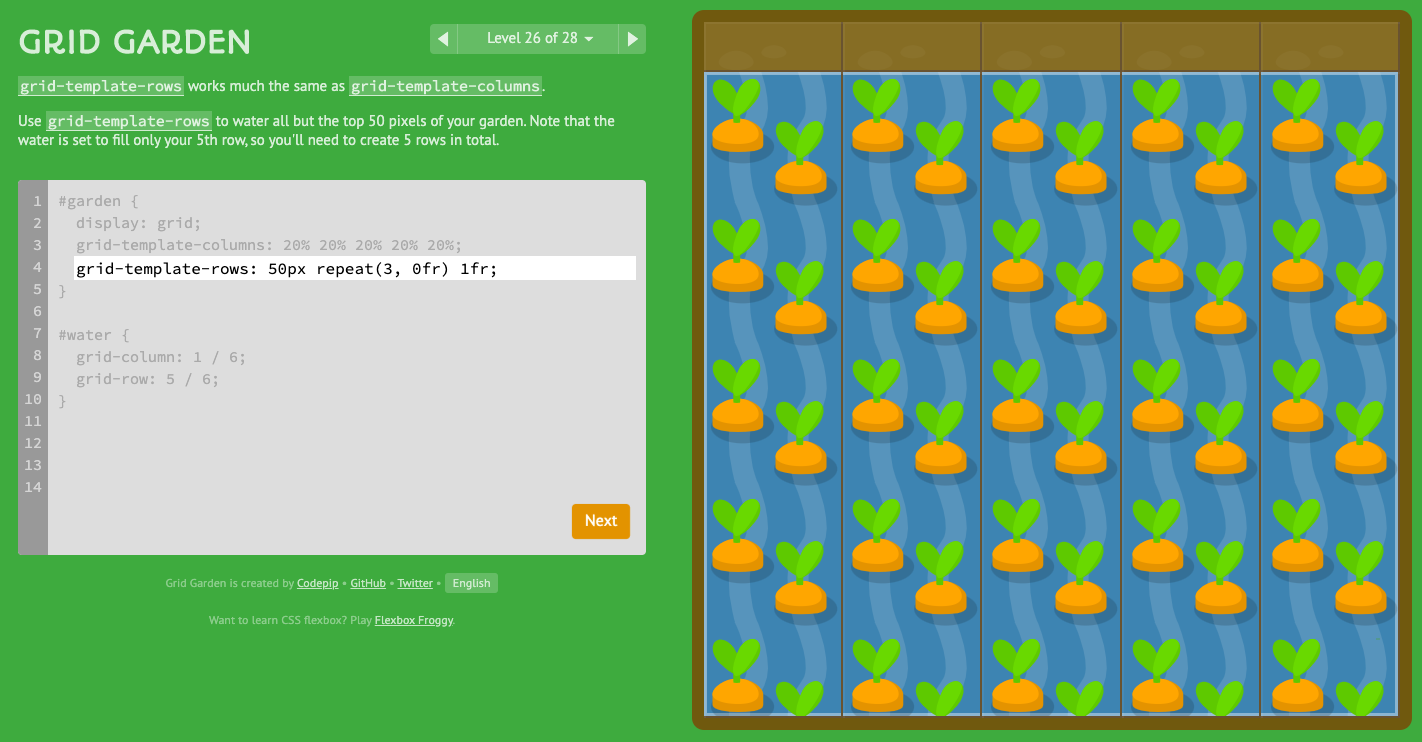 GRID GARDEN
Level 26 of 28
grid-template-rows works much the same as grid-template-columns.
Use grid-template-rows to water all but the top 50 pixels of your garden. Note that the
water is set to fill only your 5th row, so you'll need to create 5 rows in total.
1 #garden {
2 display: grid;
3 grid-template-columns: 20% 20% 20% 20% 20%;
4 grid-template-rows: 50px repeat(3, 0fr) 1fr;
5 }
6
7 #water {
8 grid-column: 1 / 6;
9 grid-row: 5 / 6;
10 }
11
12
13
14
Next
Grid Garden is created by Codepip • GitHub • Twitter • English
Want to learn CSS flexbox? Play Flexbox Froggy.